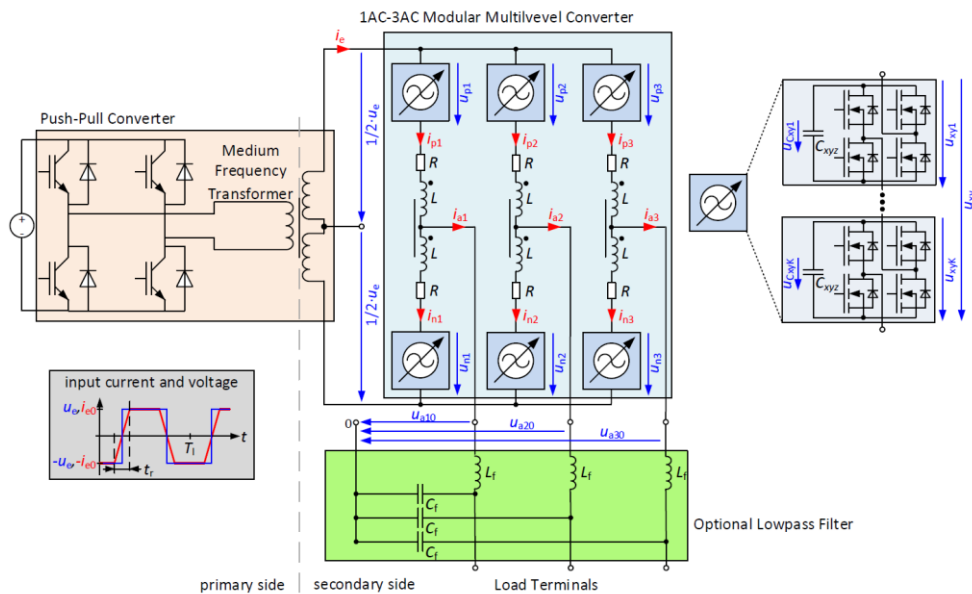 1AC-3AC Modular Multilvevel Converter
i_e
u_p1
u_p2
u_p3
1/2·u_e
Push-Pull Converter
Medium
Frequency
Transformer
i_p1
i_p2
i_p3
R
R
R
L
L
L
i_a1
i_a2
i_a3
L
L
L
R
R
R
1/2·u_e
i_n1
i_n2
i_n3
u_n1
u_n2
u_n3
u_Cxy1
C_xyz
u_xy1
u_xy
u_CxyK
C_xyz
u_xyK
input current and voltage
u_e,i_e0
t
T_I
-u_e,-i_e0
t_r
0
u_a10
u_a20
u_a30
L_f
L_f
L_f
C_f
C_f
C_f
Optional Lowpass Filter
primary side
secondary side
Load Terminals